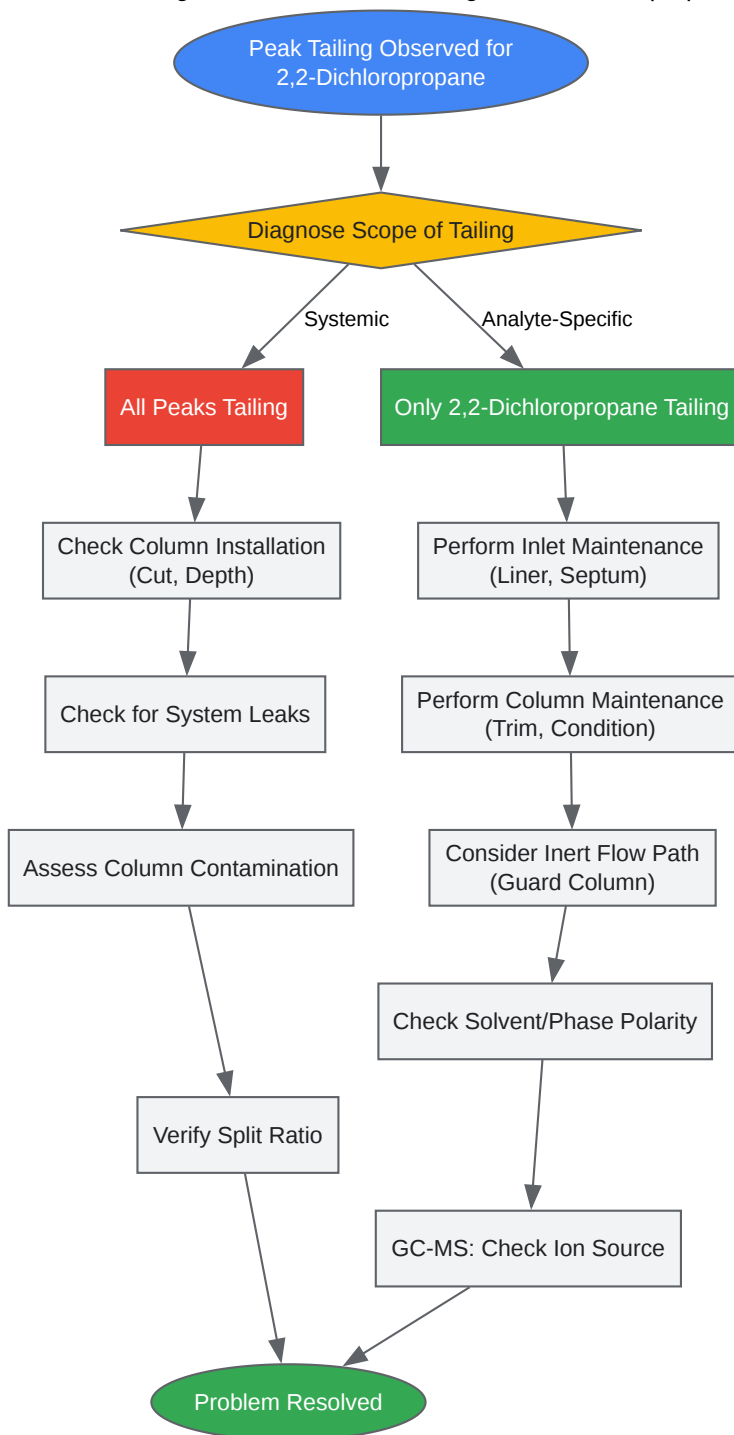 Peak Tailing Observed for
2,2-Dichloropropane
Diagnose Scope of Tailing
Systemic
Analyte-Specific
All Peaks Tailing
Only 2,2-Dichloropropane Tailing
Check Column Installation
(Cut, Depth)
Perform Inlet Maintenance
(Liner, Septum)
Check for System Leaks
Perform Column Maintenance
(Trim, Condition)
Assess Column Contamination
Consider Inert Flow Path
(Guard Column)
Check Solvent/Phase Polarity
Verify Split Ratio
GC-MS: Check Ion Source
Problem Resolved